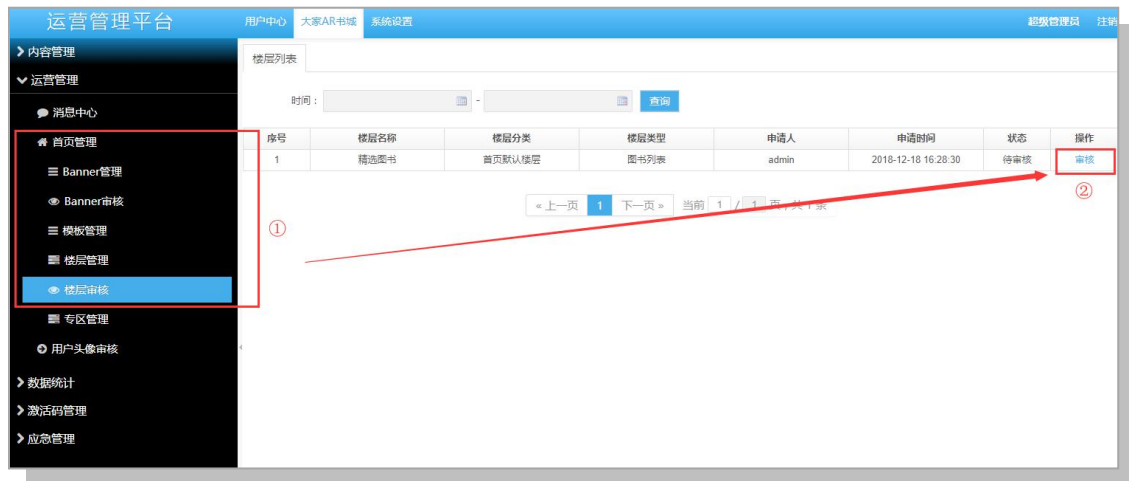 运营管理平台
用户中心 大家AR书城 系统设置 超级管理员 注销
内容管理
运营管理
消息中心
首页管理
Banner管理
Banner审核
模板管理
楼层管理
楼层审核
专区管理
用户头像审核
数据统计
激活码管理
应急管理
①
楼层列表
时间: - 查询
序号 楼层名称 楼层分类 楼层类型 申请人 申请时间 状态 操作
1 精选图书 首页默认楼层 图书列表 admin 2018-12-18 16:28:30 待审核 审核
②
« 上一页 1 下一页 » 当前 1 / 1 页,共 1 条